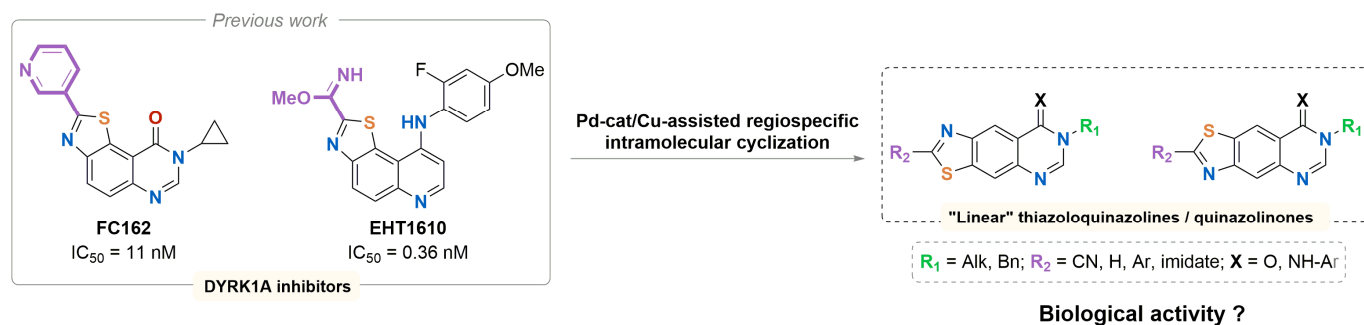 Previous work
N
S
N
O
N
N
FC162
IC50 = 11 nM
NH
MeO
S
N
HN
F
OMe
N
EHT1610
IC50 = 0.36 nM
DYRK1A inhibitors
Pd-cat/Cu-assisted regiospecific
intramolecular cyclization
X
N
R1
R2
S
N
N
X
S
N
R1
R2
N
N
"Linear" thiazoloquinazolines / quinazolinones
R1 = Alk, Bn; R2 = CN, H, Ar, imidate; X = O, NH-Ar
Biological activity ?